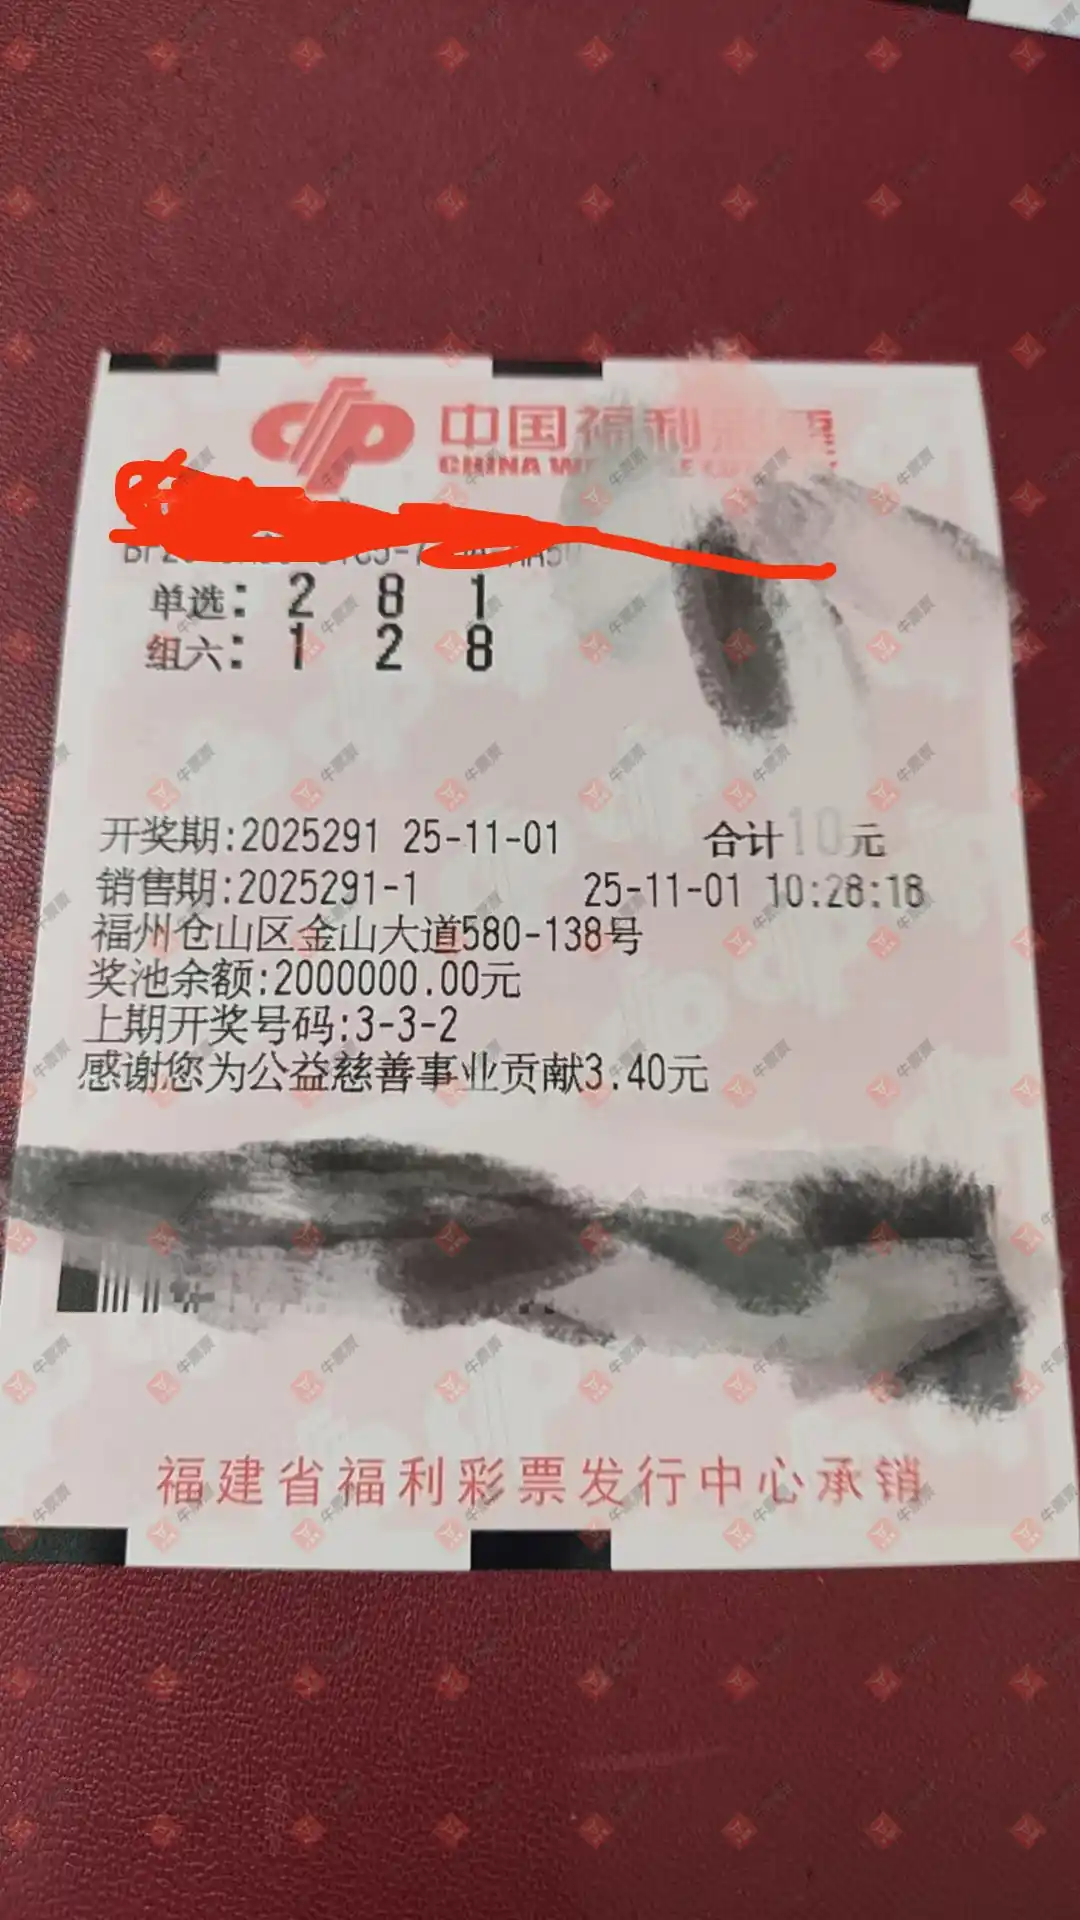 中国福利彩票
单选: 2 8 1
组六: 1 2 8
开奖期:2025291 25-11-01 合计10元
销售期:2025291-1 25-11-01 10:28:18
福州仓山区金山大道580-138号
奖池余额:2000000.00元
上期开奖号码:3-3-2
感谢您为公益慈善事业贡献3.40元
福建省福利彩票发行中心承销